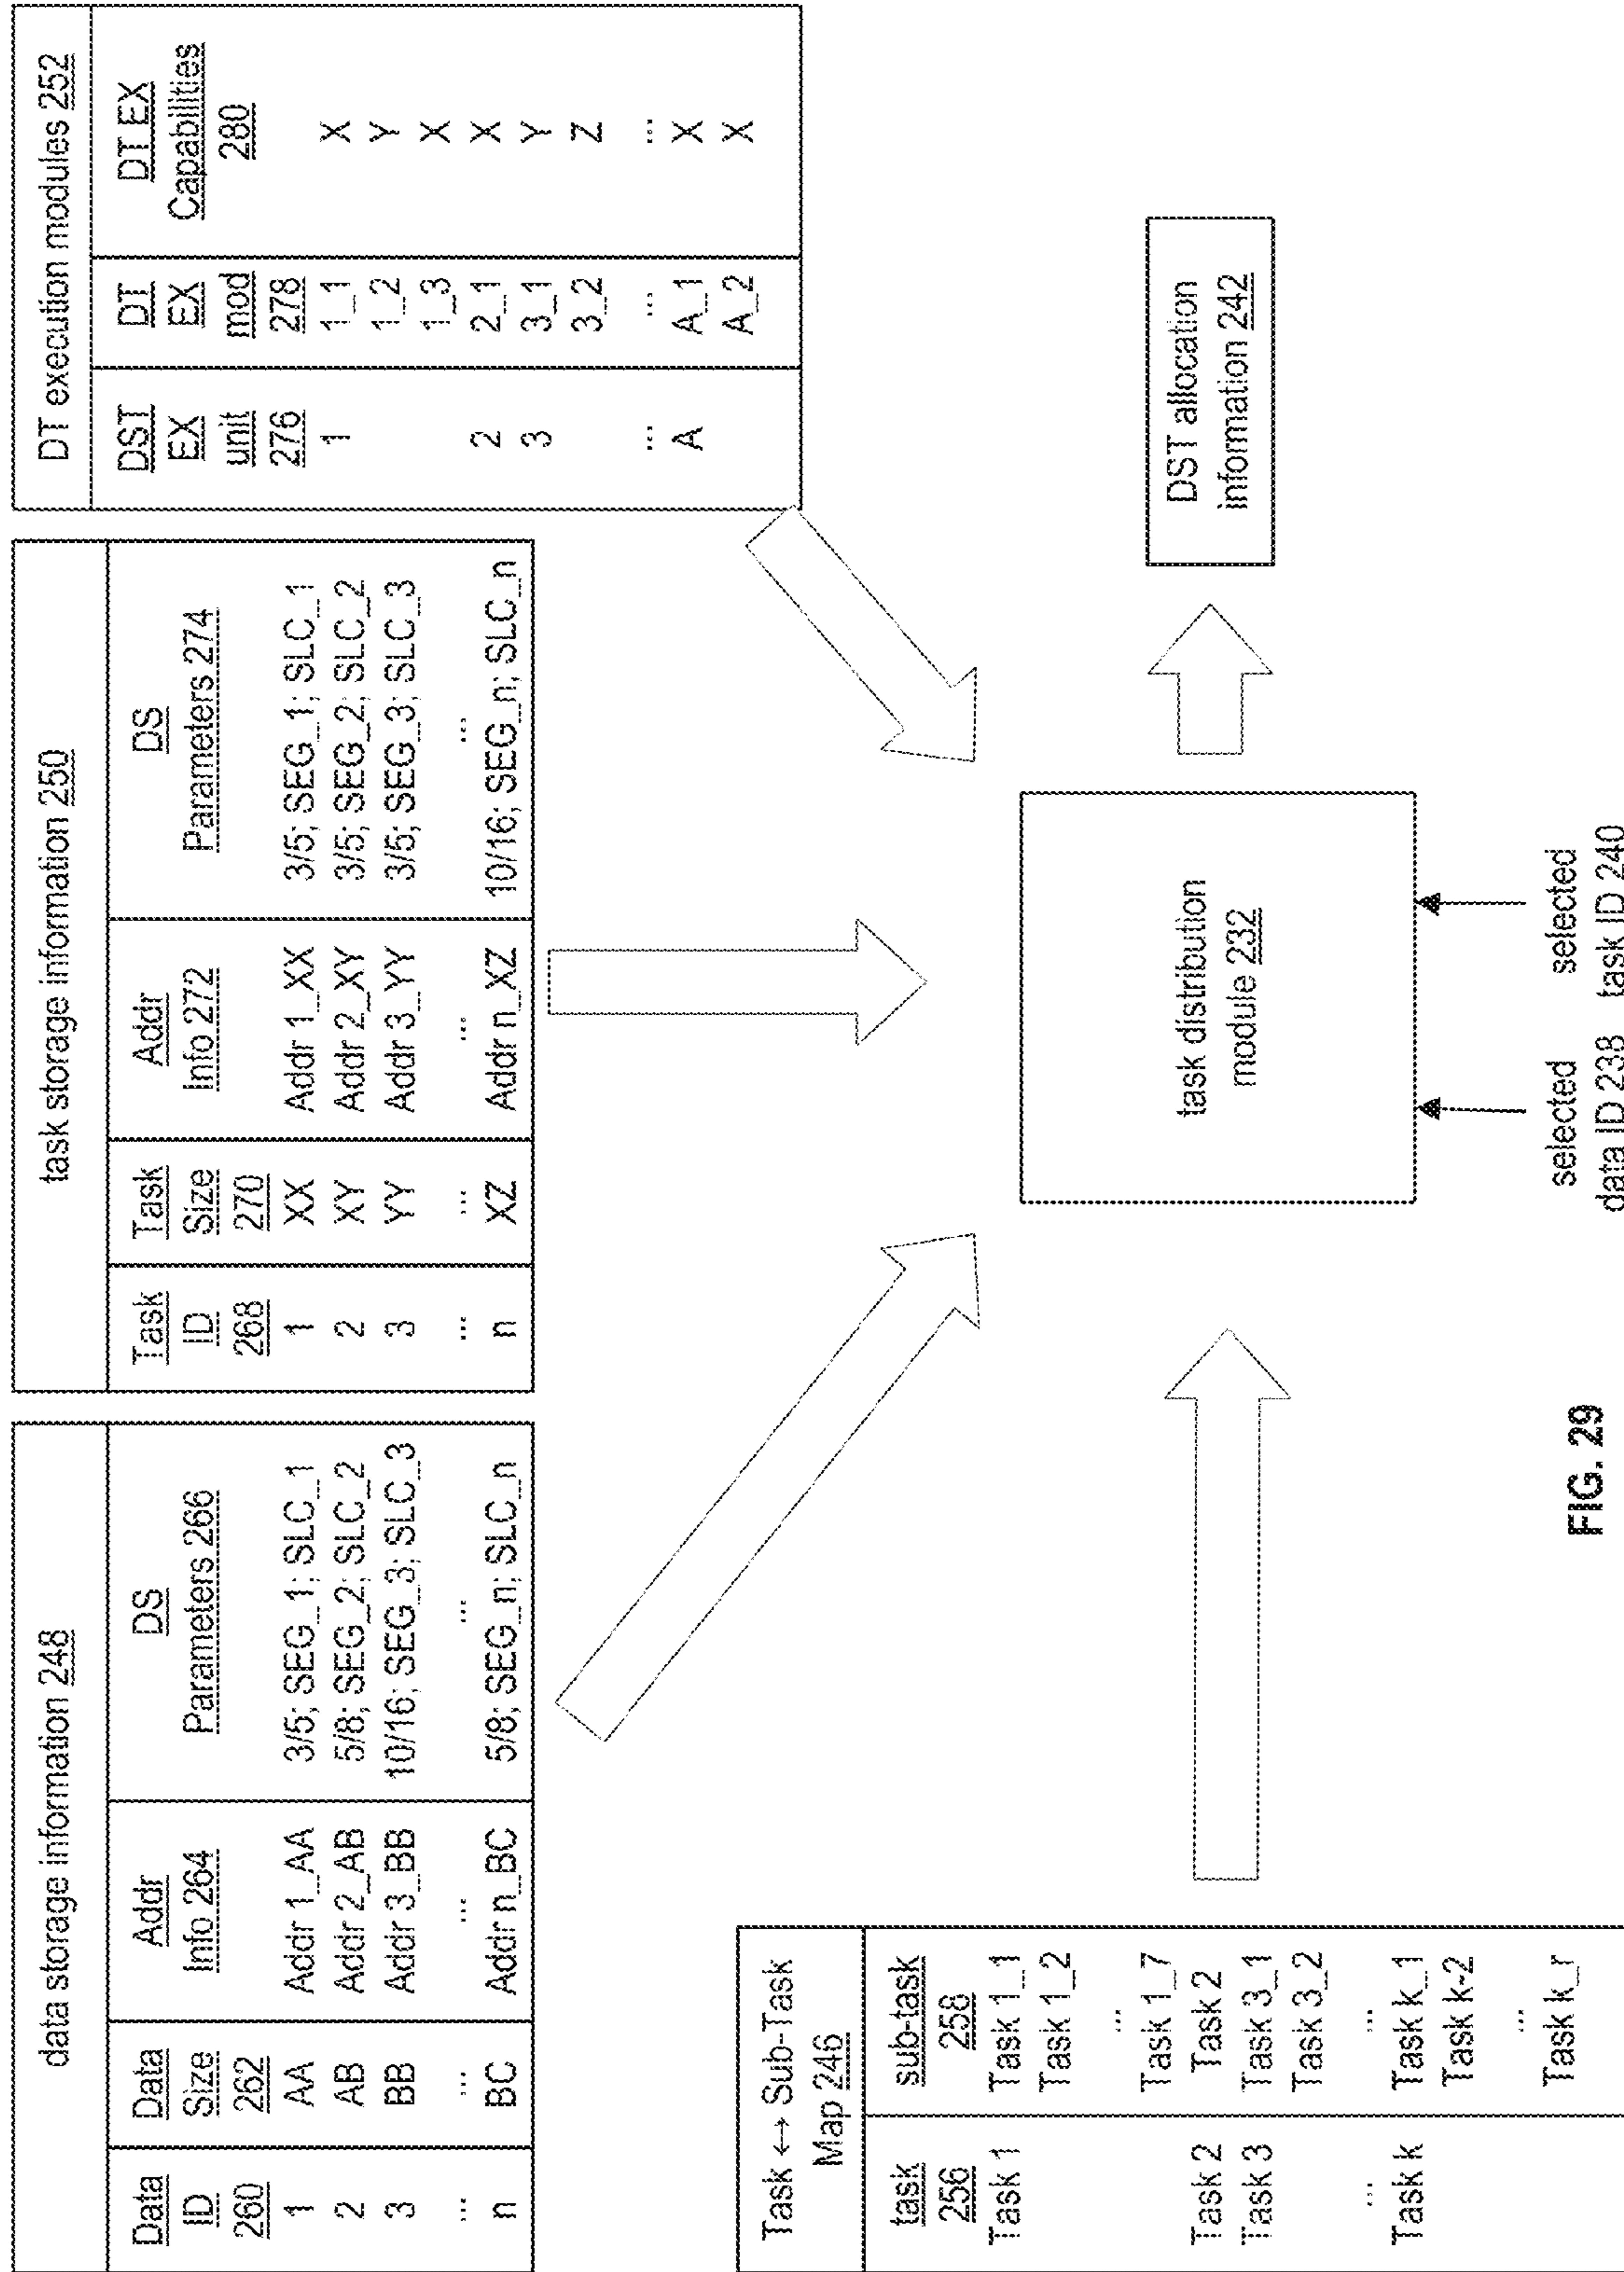 data storage information 248
Data ID 260 Data Size 262 Addr Info 264 DS Parameters 266
1 AA Addr 1_AA 3/5; SEG_1; SLC_1
2 AB Addr 2_AB 5/8; SEG_2; SLC_2
3 BB Addr 3_BB 10/16; SEG_3; SLC_3
... ... ... ...
n BC Addr n_BC 5/8; SEG_n; SLC_n
task storage information 250
Task ID 268 Task Size 270 Addr Info 272 DS Parameters 274
1 XX Addr 1_XX 3/5; SEG_1; SLC_1
2 XY Addr 2_XY 3/5; SEG_2; SLC_2
3 YY Addr 3_YY 3/5; SEG_3; SLC_3
... ... ... ...
n XZ Addr n_XZ 10/16; SEG_n; SLC_n
DT execution modules 252
DST EX unit 276 DT EX mod 278 DT EX Capabilities 280
1 1_1 X
1_2 Y
1_3 X
2 2_1 X
3 3_1 Y
3_2 Z
... ... ...
A A_1 X
A_2 X
Task ↔ Sub-Task
Map 246
task 256 sub-task 258
Task 1 Task 1_1
Task 1_2
...
Task 1_7
Task 2 Task 2
Task 3 Task 3_1
Task 3_2
... ...
Task k Task k_1
Task k-2
...
Task k_r
task distribution
module 232
DST allocation
information 242
selected
data ID 238
selected
task ID 240
FIG. 29